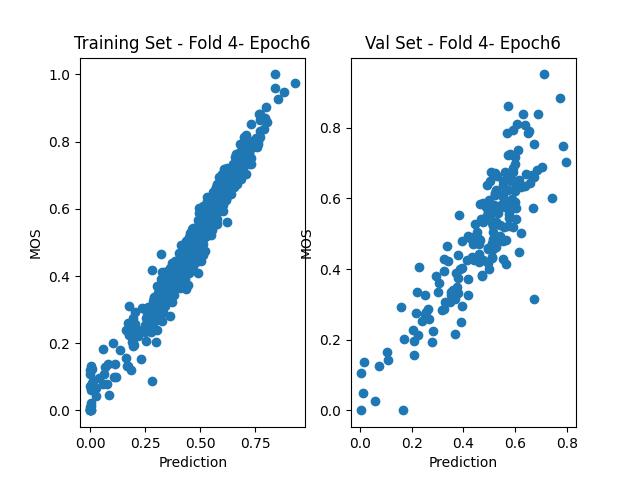 Training Set - Fold 4- Epoch6
Val Set - Fold 4- Epoch6
MOS
1.0
0.8
0.6
0.4
0.2
0.0
0.00 0.25 0.50 0.75
Prediction
MOS
0.8
0.6
0.4
0.2
0.0
0.0 0.2 0.4 0.6 0.8
Prediction